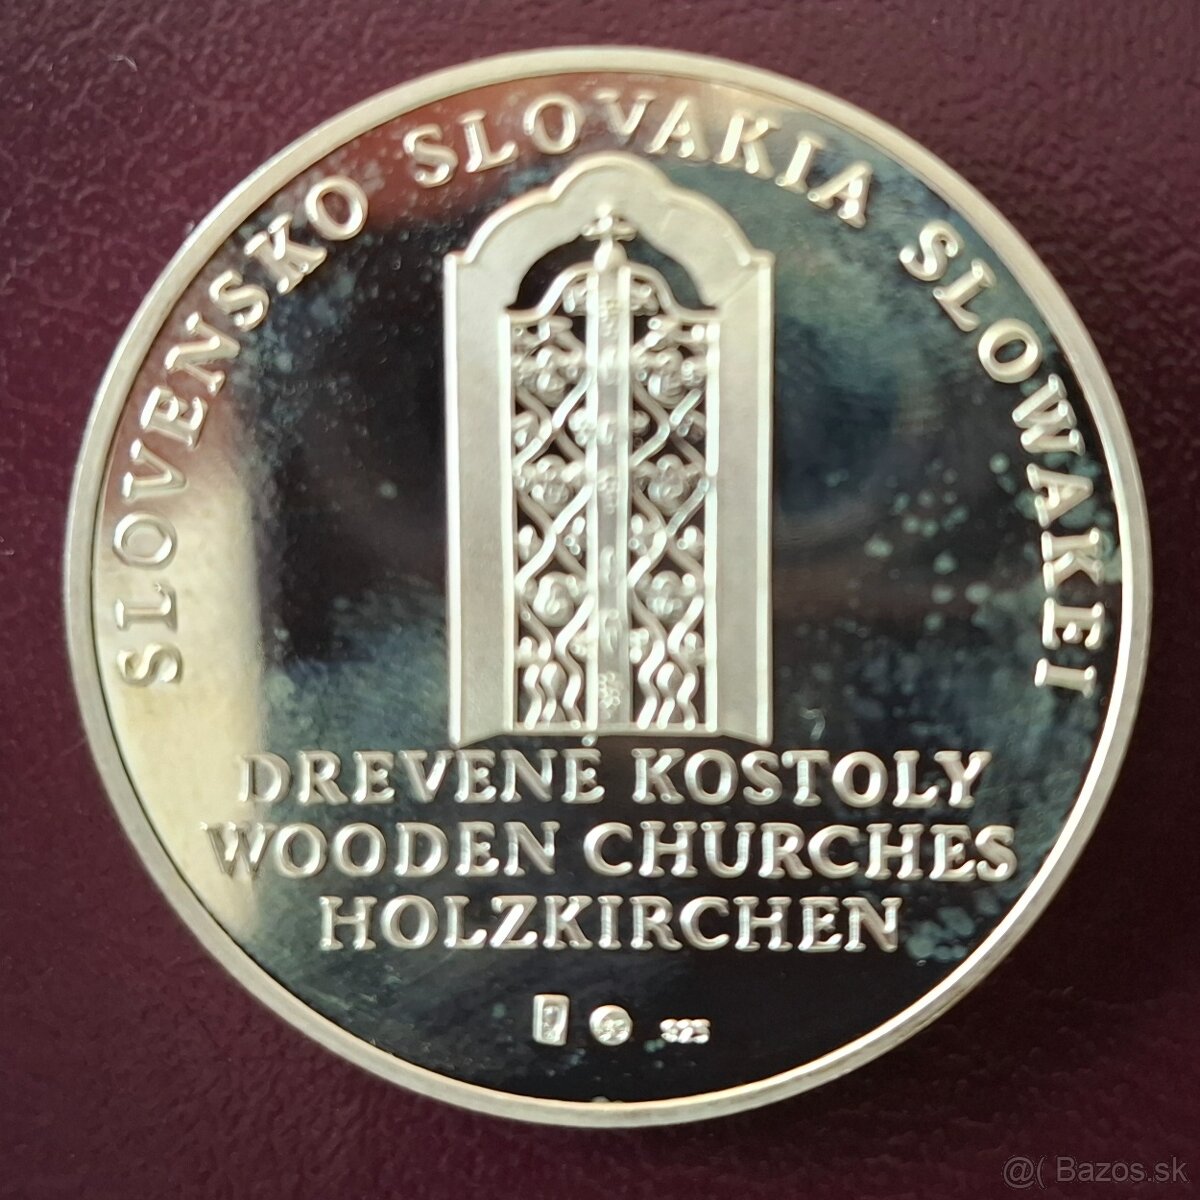 SLOVENSKO SLOVAKIA SLOWAKEI
DREVENÉ KOSTOLY
WOODEN CHURCHES
HOLZKIRCHEN
925
@( Bazos.sk